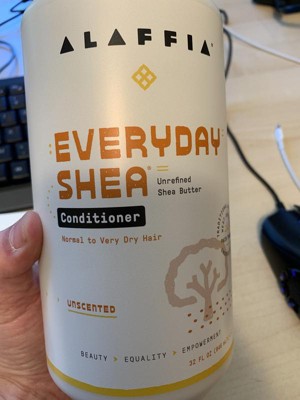 ALAFFIA
EVERYDAY
SHEA®
Unrefined
Shea Butter
Conditioner
Normal to Very Dry Hair
UNSCENTED
BEAUTY > EQUALITY > EMPOWERMENT
32 FL OZ